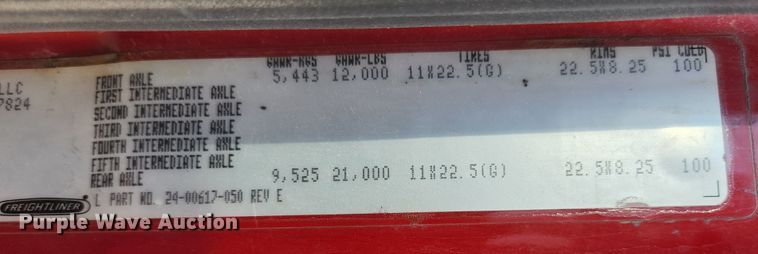 GAWR-KGS GAWR-LBS TIRES RIMS PSI COLD
FRONT AXLE 5,443 12,000 11X22.5(G) 22.5X8.25 100
LLC FIRST INTERMEDIATE AXLE
7824 SECOND INTERMEDIATE AXLE
THIRD INTERMEDIATE AXLE
FOURTH INTERMEDIATE AXLE
FIFTH INTERMEDIATE AXLE
REAR AXLE 9,525 21,000 11X22.5(G) 22.5X8.25 100
L PART NO. 24-00617-050 REV E
FREIGHTLINER
Purple Wave Auction